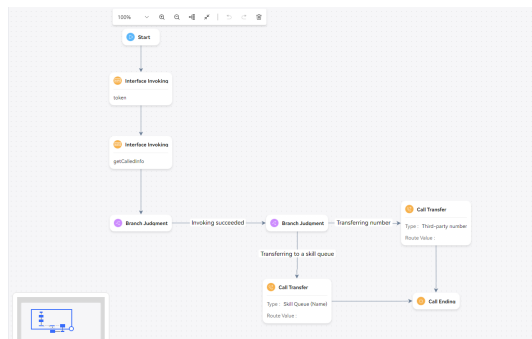 100%
Start
Interface Invoking
token
Interface Invoking
getCalledInfo
Branch Judgment
Invoking succeeded
Branch Judgment
Transferring number
Call Transfer
Type : Third-party number
Route Value :
Transferring to a skill queue
Call Transfer
Type : Skill Queue (Name)
Route Value :
Call Ending